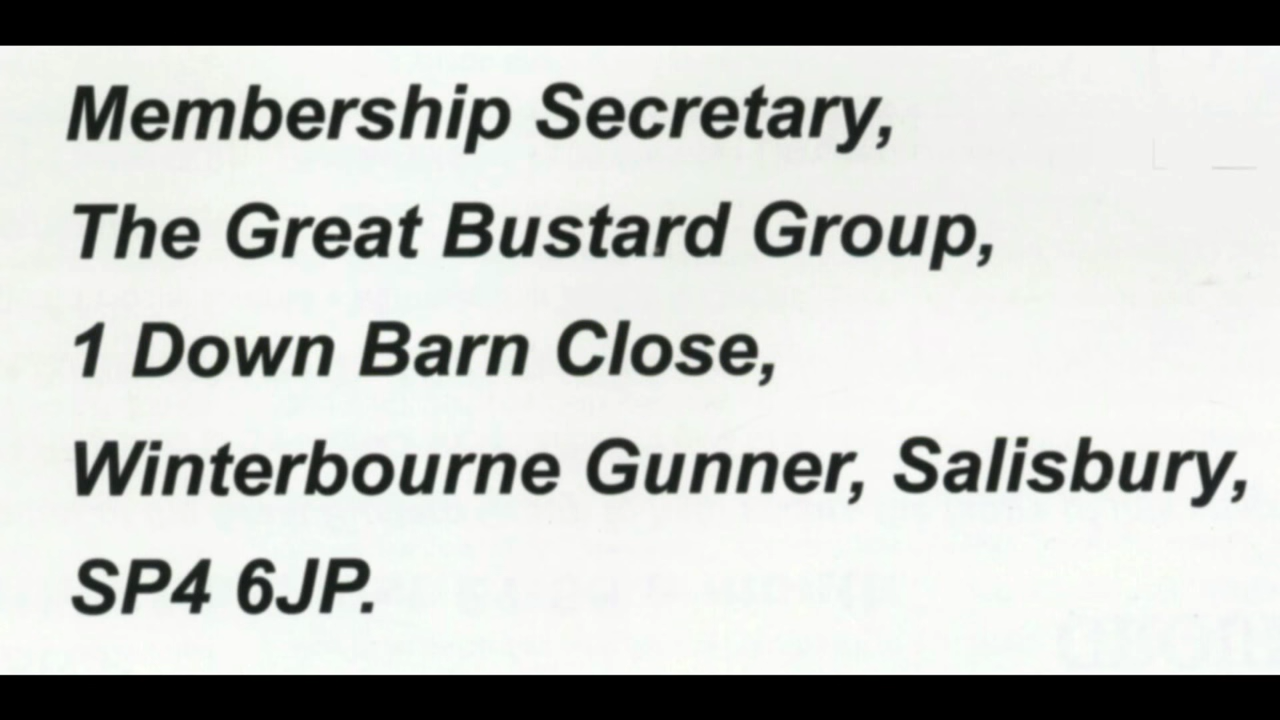 Membership Secretary,
The Great Bustard Group,
1 Down Barn Close,
Winterbourne Gunner, Salisbury,
SP4 6JP.